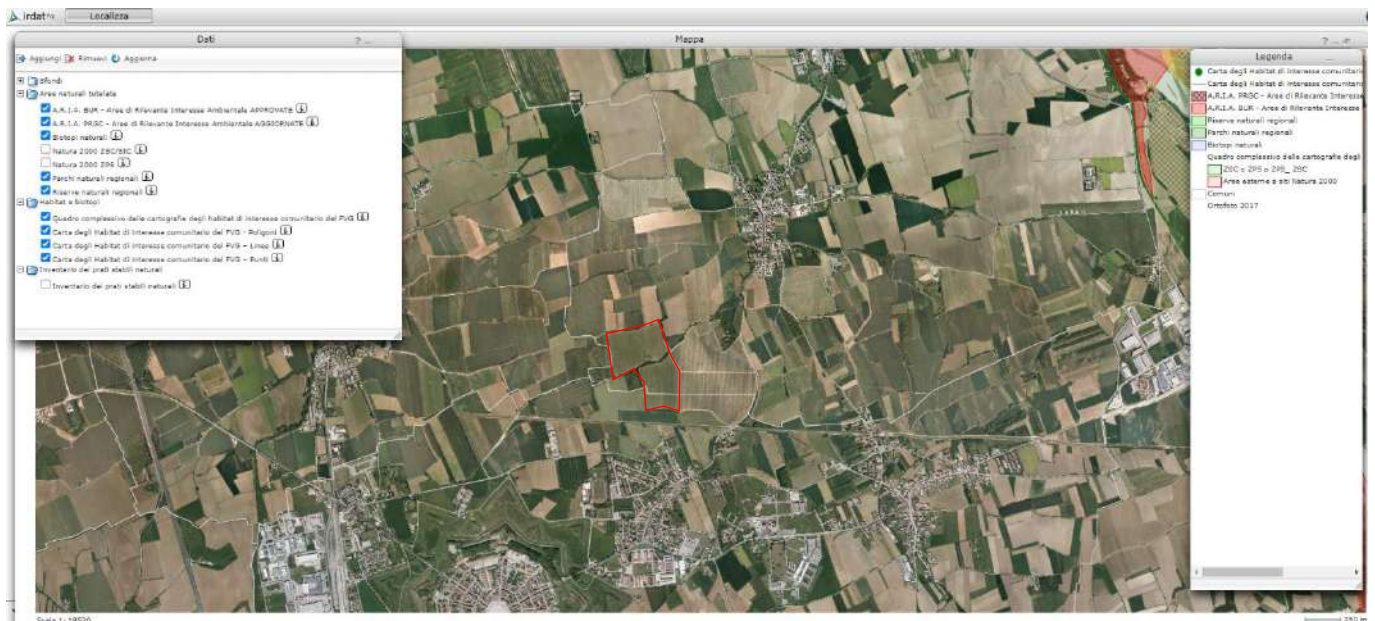 irdat fvg Localizza
Dati
? _
Mappa
? _
Aggiungi Rimuovi Aggiorna
Sfondi
Aree naturali tutelate
A.R.I.A. BUR - Aree di Rilevante Interesse Ambientale APPROVATE
A.R.I.A. PRGC - Aree di Rilevante Interesse Ambientale AGGIORNATE
Biotopi naturali
Natura 2000 ZSC/SIC
Natura 2000 ZPS
Parchi naturali regionali
Riserve naturali regionali
Habitat e biotopi
Quadro complessivo delle cartografie degli habitat di interesse comunitario del FVG
Carta degli Habitat di interesse comunitario del FVG - Poligoni
Carta degli Habitat di interesse comunitario del FVG - Linee
Carta degli Habitat di interesse comunitario del FVG - Punti
Inventario dei prati stabili naturali
Inventario dei prati stabili naturali
Legenda
Carta degli Habitat di interesse comunitario
Carta degli Habitat di interesse comunitario
A.R.I.A. PRGC - Aree di Rilevante Interesse
A.R.I.A. BUR - Aree di Rilevante Interesse
Riserve naturali regionali
Parchi naturali regionali
Biotopi naturali
Quadro complessivo delle cartografie degli
ZSC o ZPS o ZPS_ZSC
Aree esterne a siti Natura 2000
Comuni
Ortofoto 2017
Scala 1: 18520
250 m